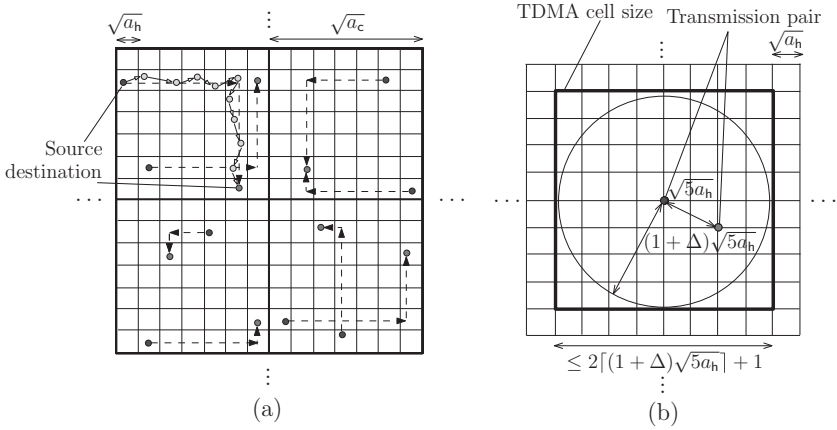 ⋮
√a_h
√a_c
Source
destination
⋯
⋯
⋮
(a)
TDMA cell size
Transmission pair
⋮
√a_h
√5a_h
(1 + Δ)√5a_h
⋯
≤ 2⌈(1 + Δ)√5a_h⌉ + 1
⋮
(b)